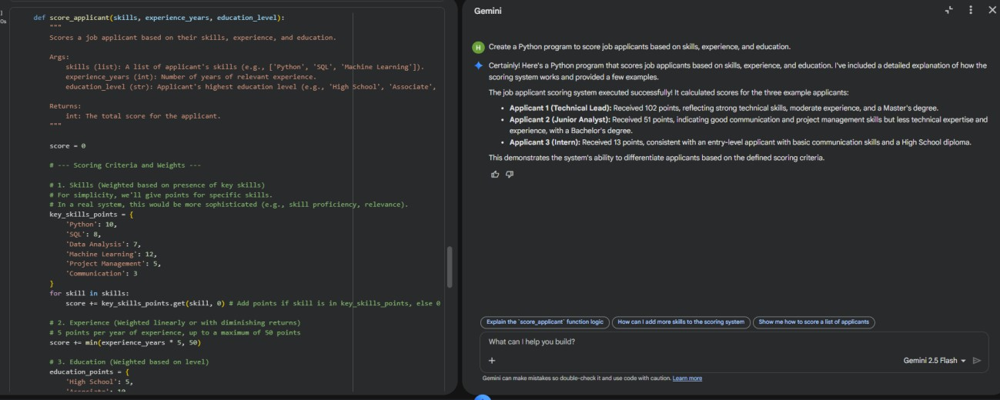 ]
0s
def score_applicant(skills, experience_years, education_level):
"""
Scores a job applicant based on their skills, experience, and education.
Args:
skills (list): A list of applicant's skills (e.g., ['Python', 'SQL', 'Machine Learning']).
experience_years (int): Number of years of relevant experience.
education_level (str): Applicant's highest education level (e.g., 'High School', 'Associate',
Returns:
int: The total score for the applicant.
"""
score = 0
# --- Scoring Criteria and Weights ---
# 1. Skills (Weighted based on presence of key skills)
# For simplicity, we'll give points for specific skills.
# In a real system, this would be more sophisticated (e.g., skill proficiency, relevance).
key_skills_points = {
'Python': 10,
'SQL': 8,
'Data Analysis': 7,
'Machine Learning': 12,
'Project Management': 5,
'Communication': 3
}
for skill in skills:
score += key_skills_points.get(skill, 0) # Add points if skill is in key_skills_points, else 0
# 2. Experience (Weighted linearly or with diminishing returns)
# 5 points per year of experience, up to a maximum of 50 points
score += min(experience_years * 5, 50)
# 3. Education (Weighted based on level)
education_points = {
'High School': 5,
'Associate': 10,
Gemini
H
Create a Python program to score job applicants based on skills, experience, and education.
Certainly! Here's a Python program that scores job applicants based on skills, experience, and education. I've included a detailed explanation of how the
scoring system works and provided a few examples.
The job applicant scoring system executed successfully! It calculated scores for the three example applicants:
• Applicant 1 (Technical Lead): Received 102 points, reflecting strong technical skills, moderate experience, and a Master's degree.
• Applicant 2 (Junior Analyst): Received 51 points, indicating good communication and project management skills but less technical expertise and
experience, with a Bachelor's degree.
• Applicant 3 (Intern): Received 13 points, consistent with an entry-level applicant with basic communication skills and a High School diploma.
This demonstrates the system's ability to differentiate applicants based on the defined scoring criteria.
Explain the `score_applicant` function logic
How can I add more skills to the scoring system
Show me how to score a list of applicants
What can I help you build?
Gemini 2.5 Flash
Gemini can make mistakes so double-check it and use code with caution. Learn more